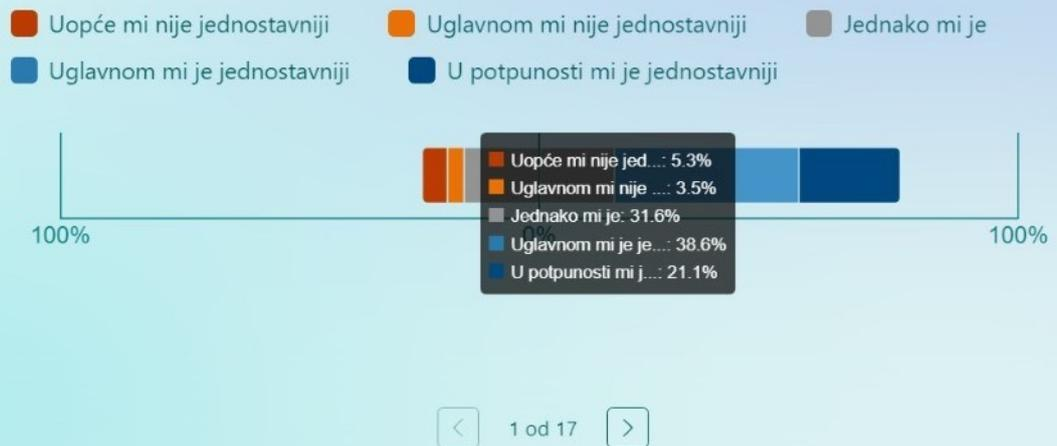 Uopće mi nije jednostavniji Uglavnom mi nije jednostavniji Jednako mi je
Uglavnom mi je jednostavniji U potpunosti mi je jednostavniji
Uopće mi nije jed...: 5.3%
Uglavnom mi nije ...: 3.5%
Jednako mi je: 31.6%
Uglavnom mi je je...: 38.6%
U potpunosti mi j...: 21.1%
100% 0% 100%
1 od 17